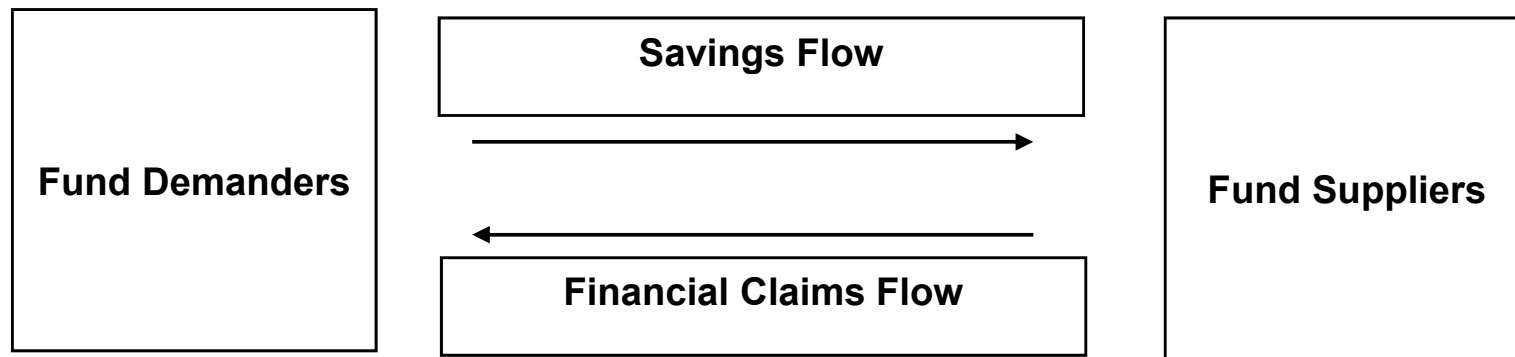 Savings Flow
Fund Demanders
Fund Suppliers
Financial Claims Flow